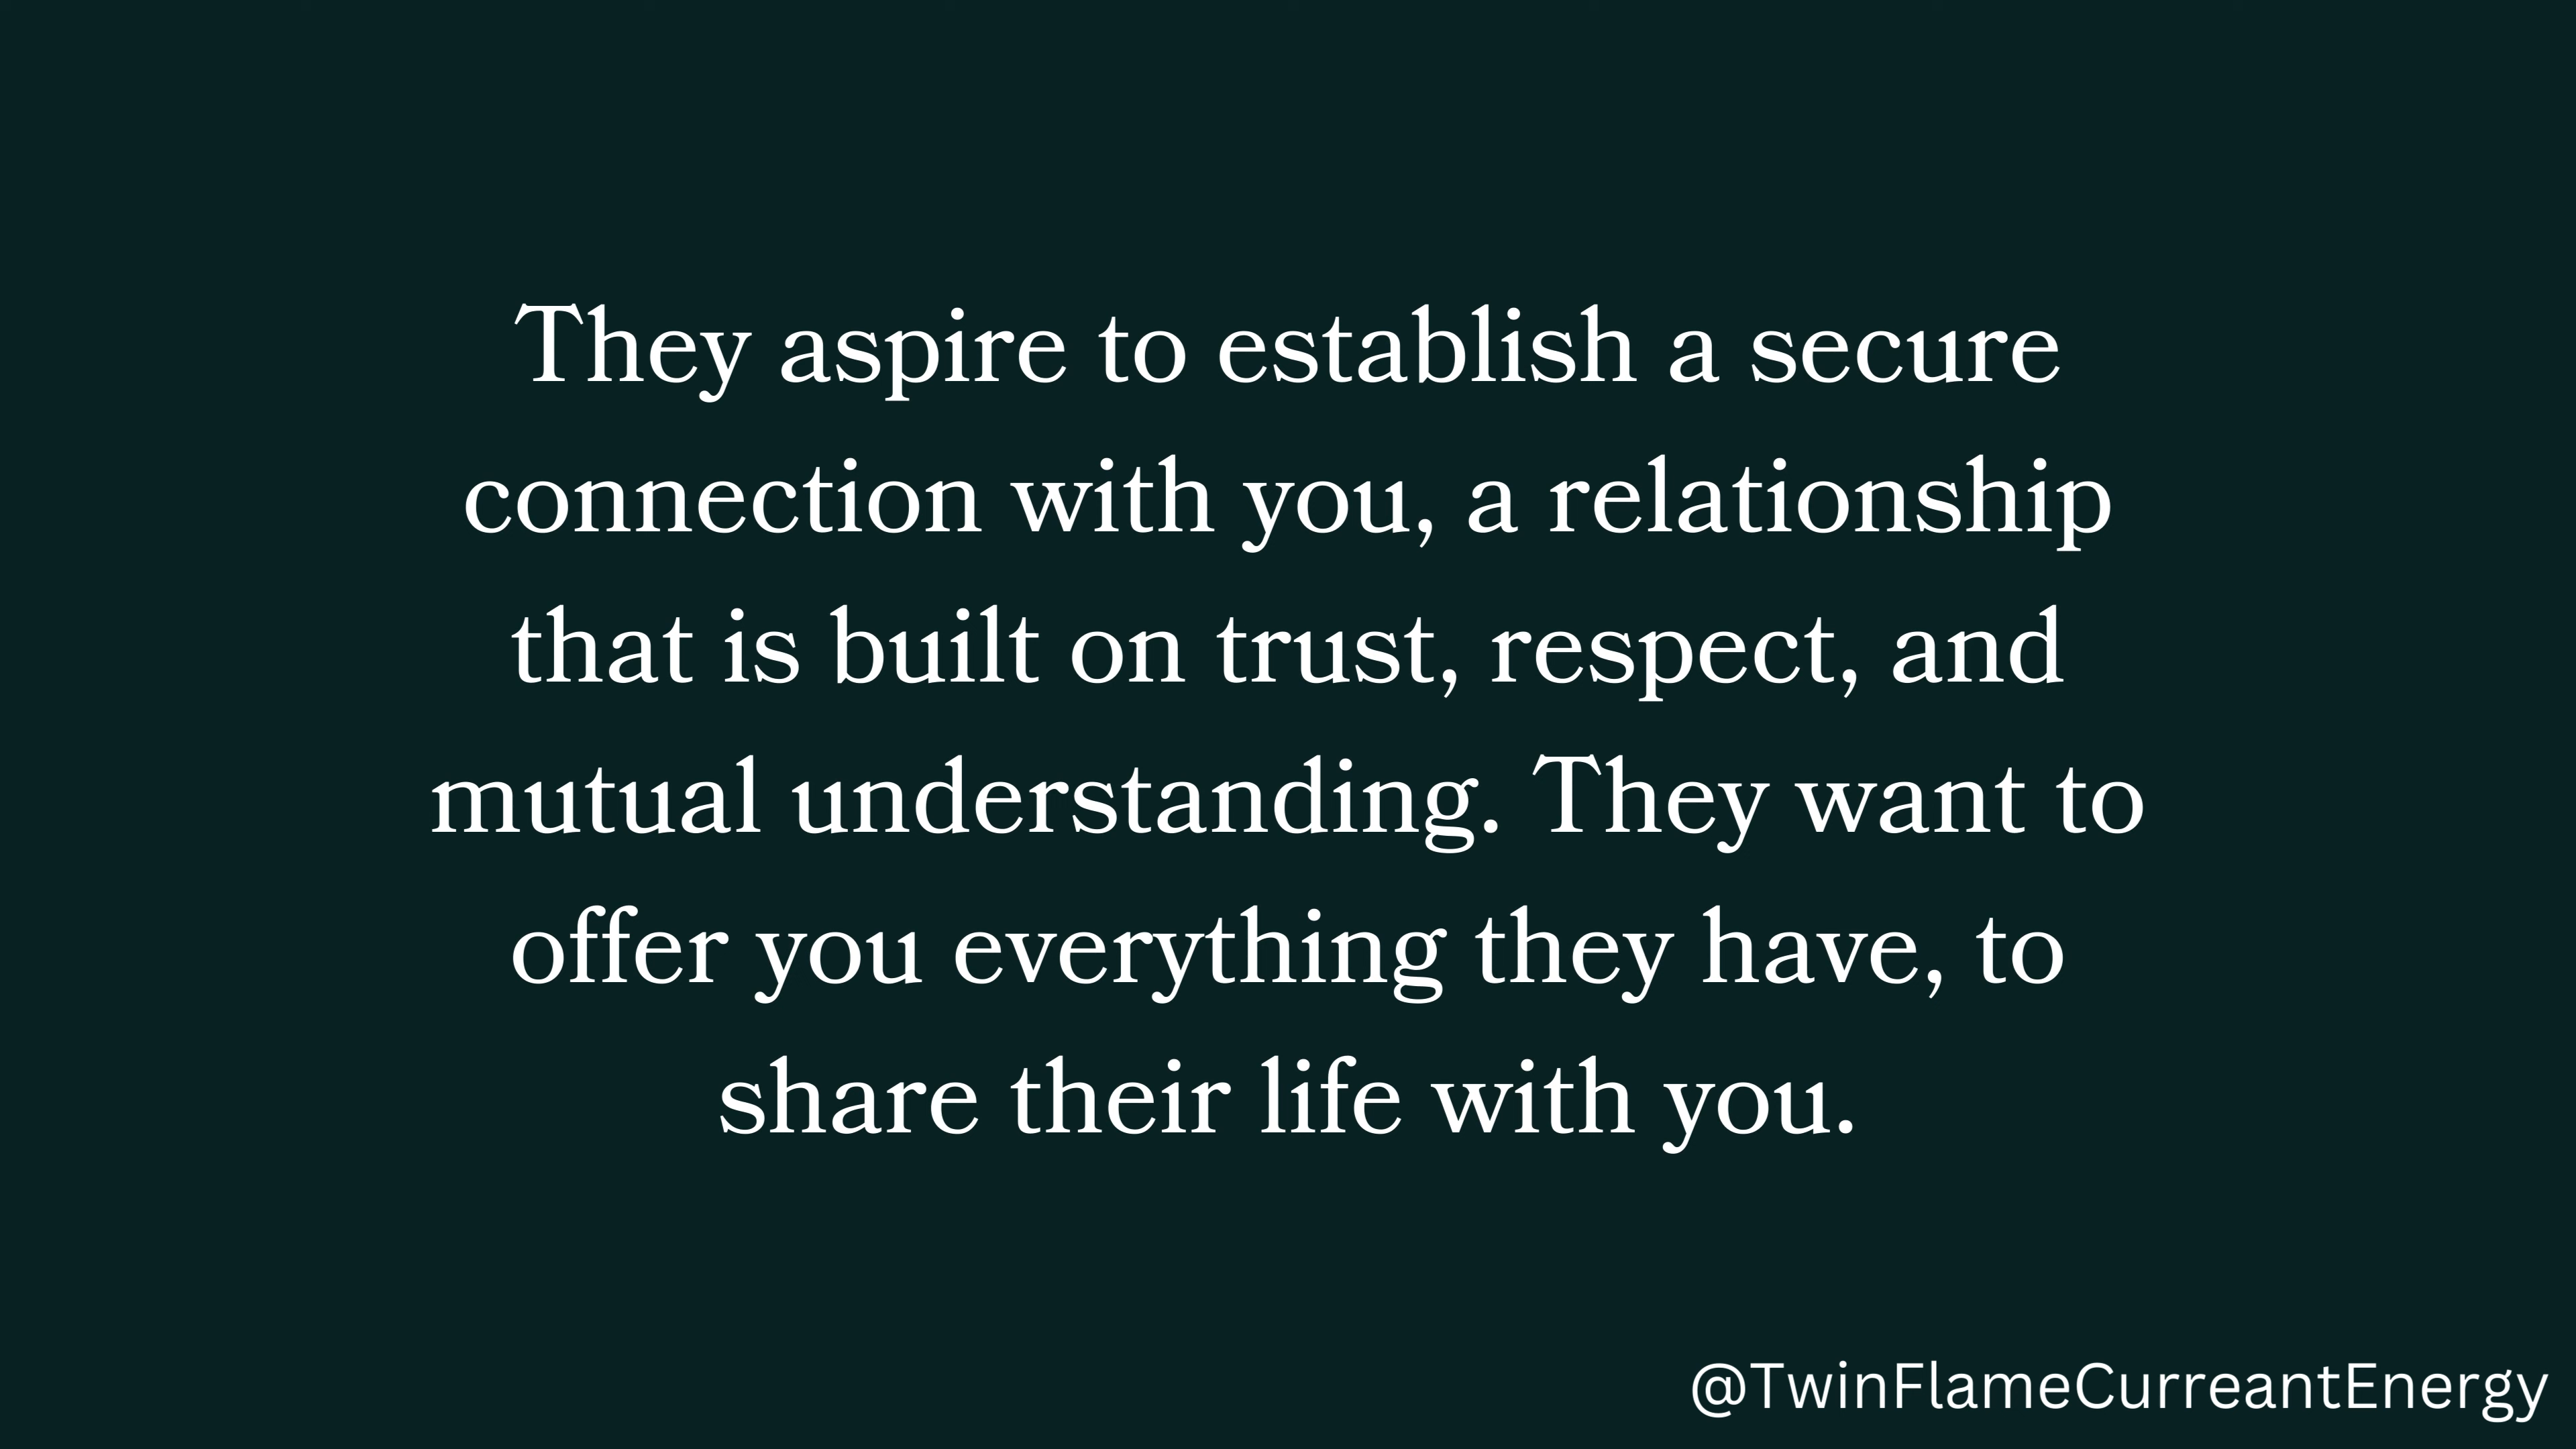 They aspire to establish a secure
connection with you, a relationship
that is built on trust, respect, and
mutual understanding. They want to
offer you everything they have, to
share their life with you.
@TwinFlameCurreantEnergy